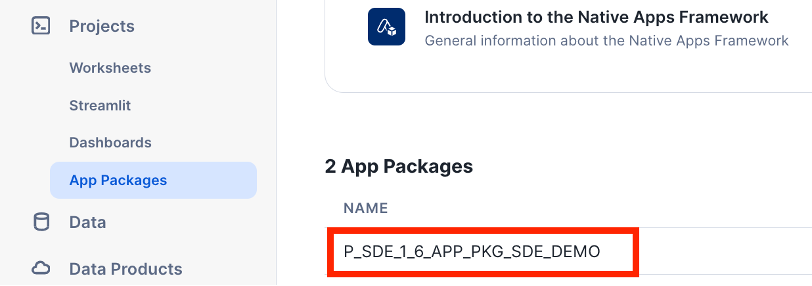 Projects
Worksheets
Streamlit
Dashboards
App Packages
Data
Data Products
Introduction to the Native Apps Framework
General information about the Native Apps Framework
2 App Packages
NAME
P_SDE_1_6_APP_PKG_SDE_DEMO